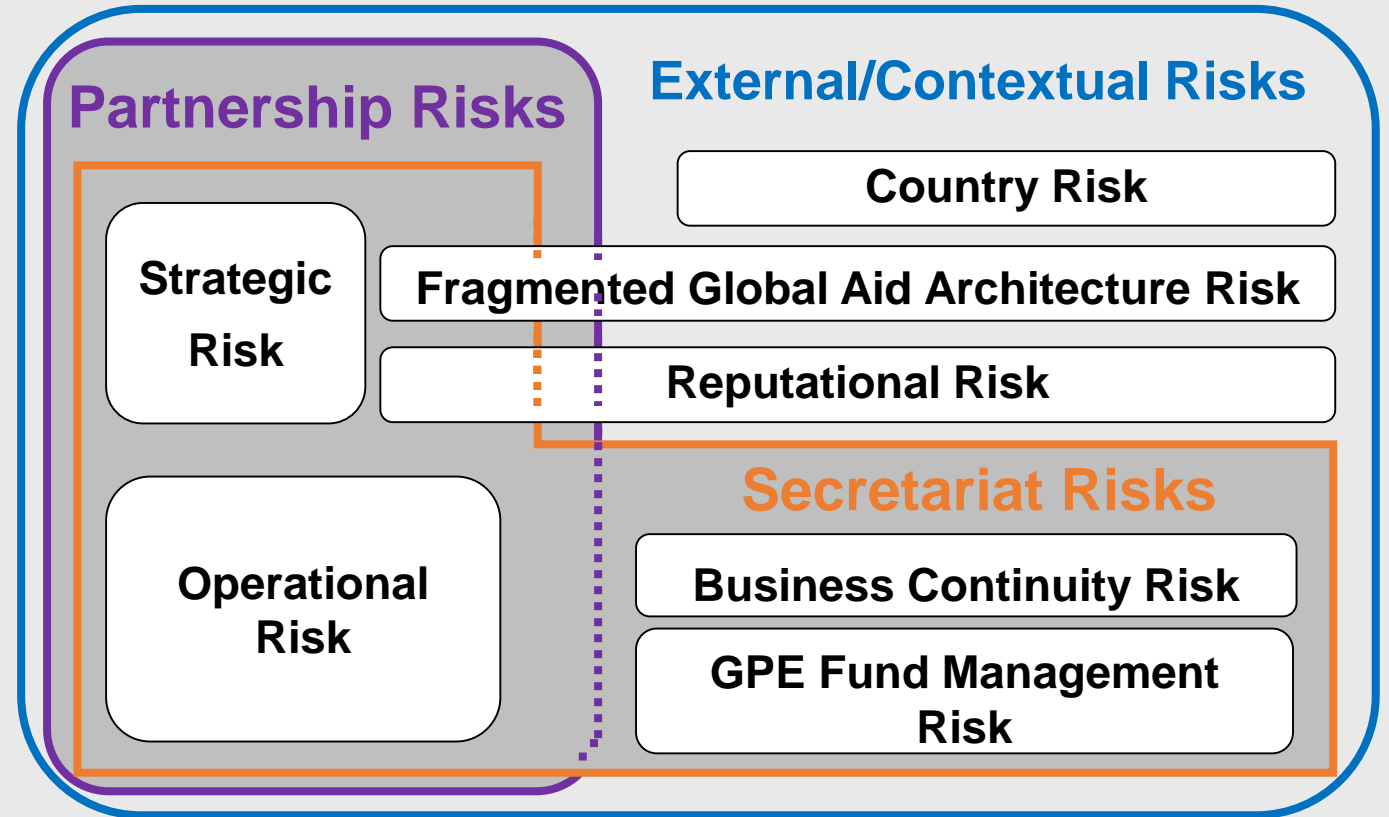 Partnership Risks
External/Contextual Risks
Country Risk
Strategic
Risk
Fragmented Global Aid Architecture Risk
Reputational Risk
Secretariat Risks
Operational
Risk
Business Continuity Risk
GPE Fund Management
Risk